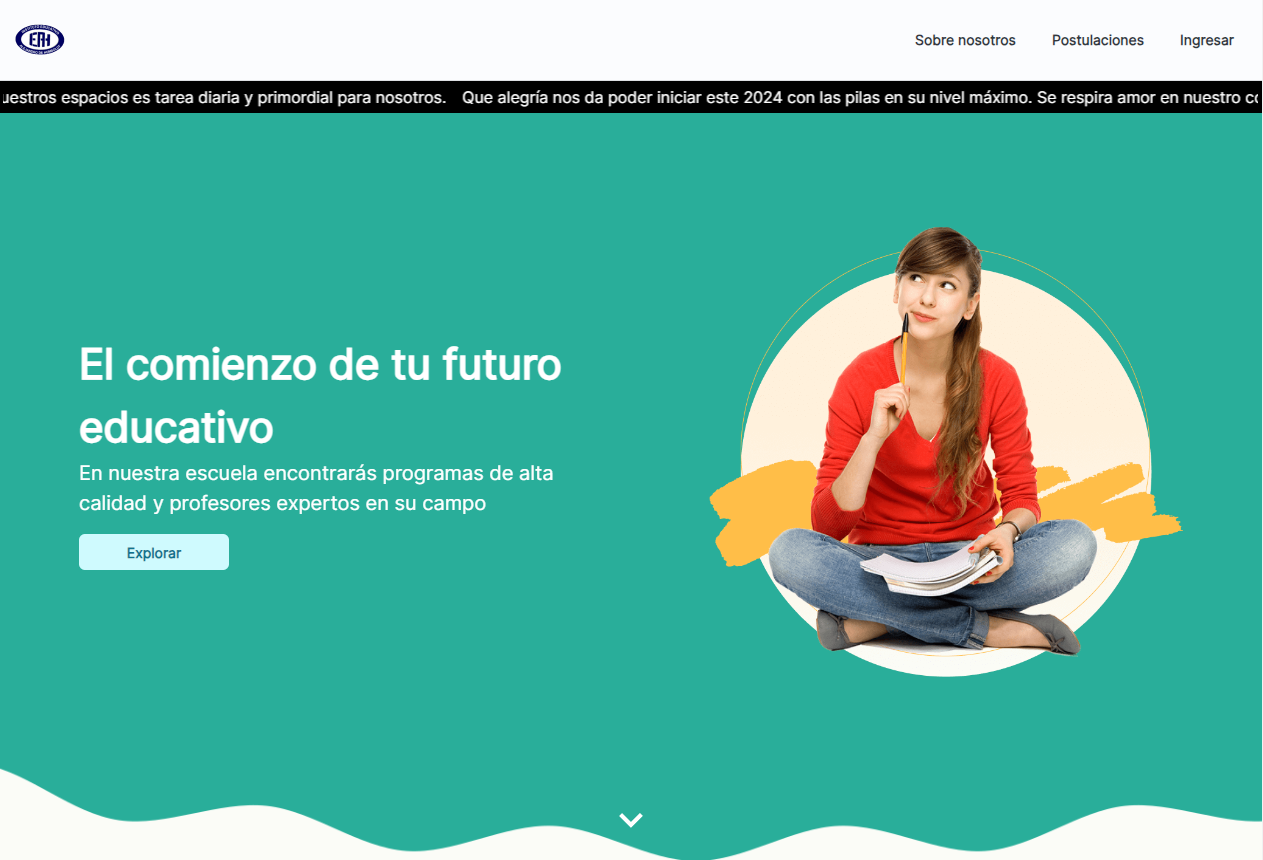 EAH
Sobre nosotros
Postulaciones
Ingresar
uestros espacios es tarea diaria y primordial para nosotros. Que alegría nos da poder iniciar este 2024 con las pilas en su nivel máximo. Se respira amor en nuestro
El comienzo de tu futuro
educativo
En nuestra escuela encontrarás programas de alta
calidad y profesores expertos en su campo
Explorar